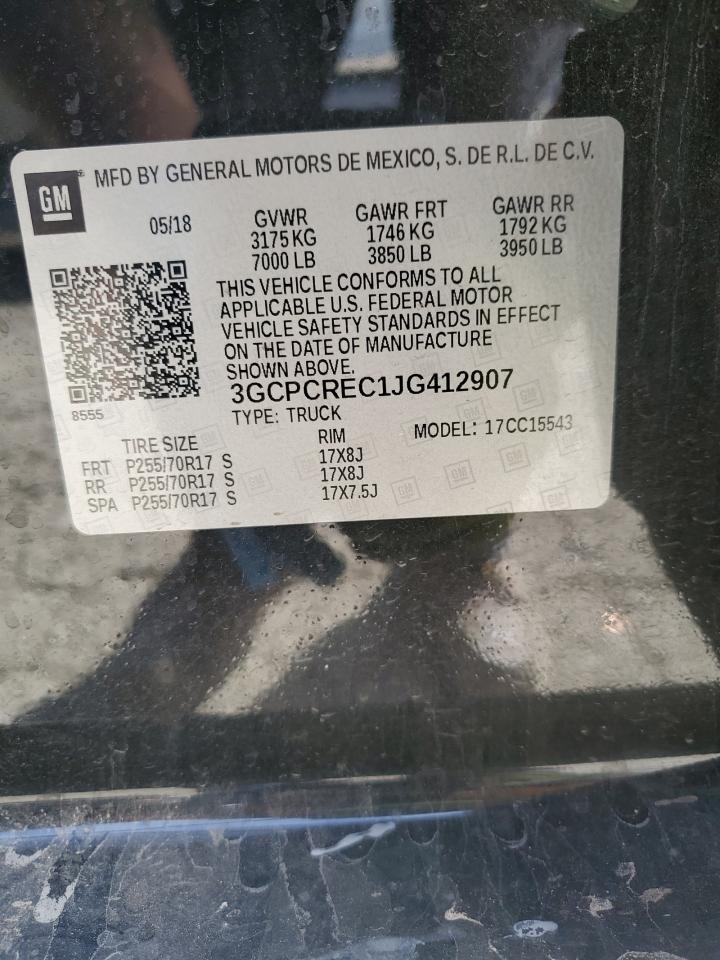 GM
MFD BY GENERAL MOTORS DE MEXICO, S. DE R.L. DE C.V.
05/18 GVWR GAWR FRT GAWR RR
3175 KG 1746 KG 1792 KG
7000 LB 3850 LB 3950 LB
THIS VEHICLE CONFORMS TO ALL
APPLICABLE U.S. FEDERAL MOTOR
VEHICLE SAFETY STANDARDS IN EFFECT
ON THE DATE OF MANUFACTURE
SHOWN ABOVE.
3GCPCREC1JG412907
8555
TYPE: TRUCK
MODEL: 17CC15543
TIRE SIZE RIM
FRT P255/70R17 S 17X8J
RR P255/70R17 S 17X8J
SPA P255/70R17 S 17X7.5J